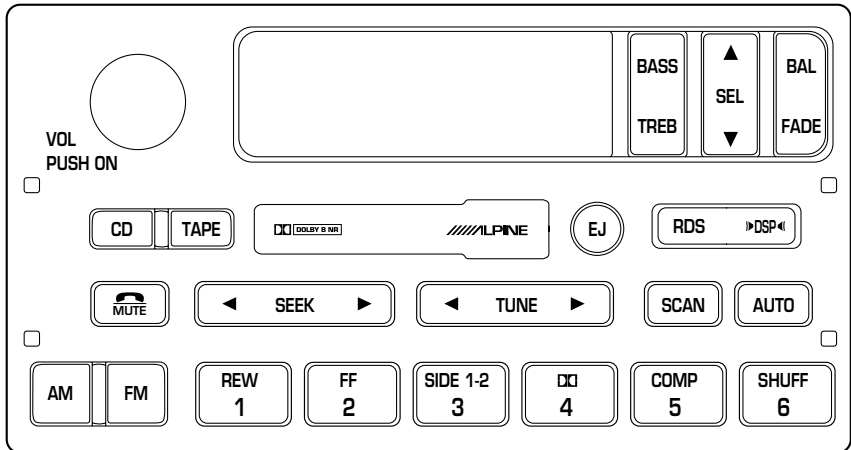 BASS
▲
BAL
SEL
TREB
▼
FADE
VOL
PUSH ON
CD
TAPE
DOLBY B NR
ALPINE
EJ
RDS
DSP
MUTE
◄ SEEK ►
◄ TUNE ►
SCAN
AUTO
AM
FM
REW
1
FF
2
SIDE 1-2
3
4
COMP
5
SHUFF
6